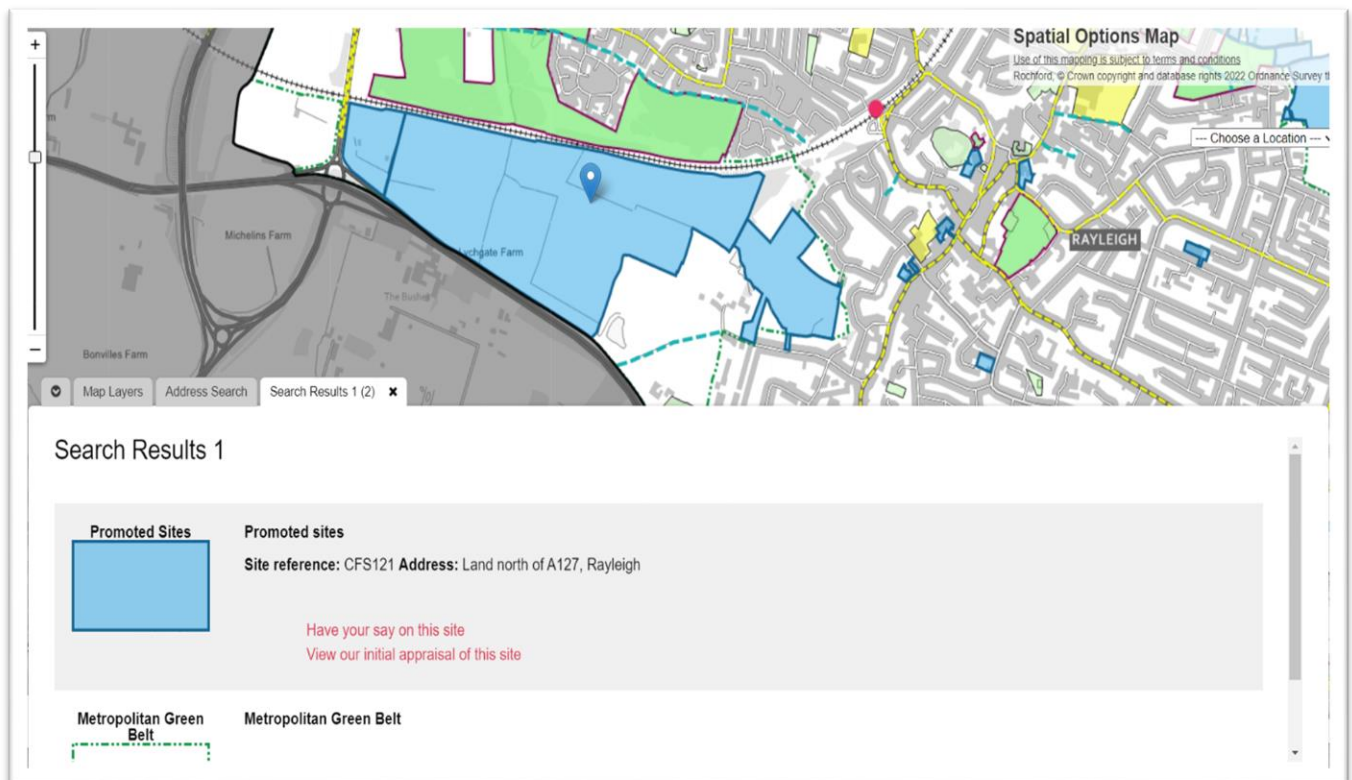 +
Spatial Options Map
Use of this mapping is subject to terms and conditions
Rochford, © Crown copyright and database rights 2022 Ordnance Survey
--- Choose a Location ---
Michelins Farm
ychgate Farm
RAYLEIGH
The Bushes
−
Bonvilles Farm
Map Layers Address Search Search Results 1 (2) ✖
Search Results 1
Promoted Sites
Promoted sites
Site reference: CFS121 Address: Land north of A127, Rayleigh
Have your say on this site
View our initial appraisal of this site
Metropolitan Green
Belt
Metropolitan Green Belt